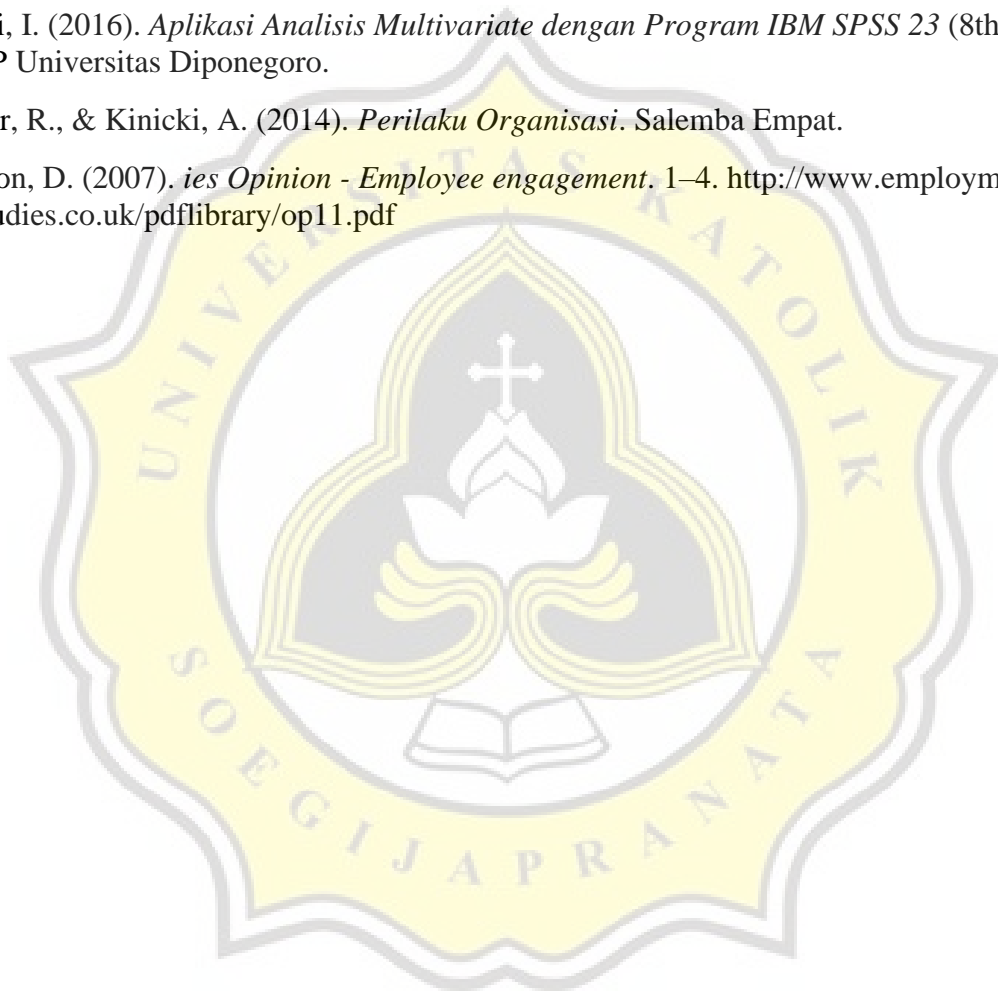 i, I. (2016). Aplikasi Analisis Multivariate dengan Program IBM SPSS 23 (8th
P Universitas Diponegoro.
r, R., & Kinicki, A. (2014). Perilaku Organisasi. Salemba Empat.
on, D. (2007). ies Opinion - Employee engagement. 1–4. http://www.employm
udies.co.uk/pdflibrary/op11.pdf
UNIVERSITAS KATOLIK
SOEGIJAPRANATA